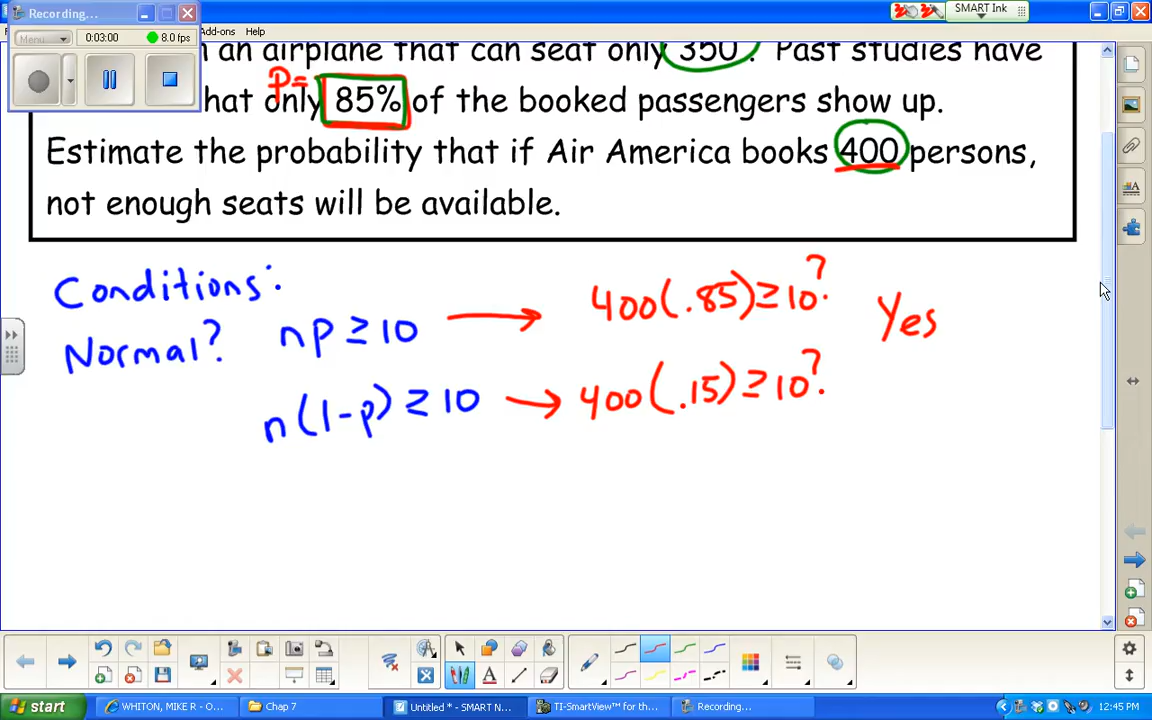 Recording...
SMART Ink
Menu
0:03:00
8.0 fps
Add-ons
Help
n an airplane that can seat only 350. Past studies have
P=
hat only 85% of the booked passengers show up.
Estimate the probability that if Air America books 400 persons,
not enough seats will be available.
Conditions:
Normal? np ≥ 10 → 400(.85) ≥ 10? Yes
n(1-p) ≥ 10 → 400(.15) ≥ 10?
start
WHITON, MIKE R - O...
Chap 7
Untitled * - SMART N...
TI-SmartView™ for th...
Recording...
12:45 PM